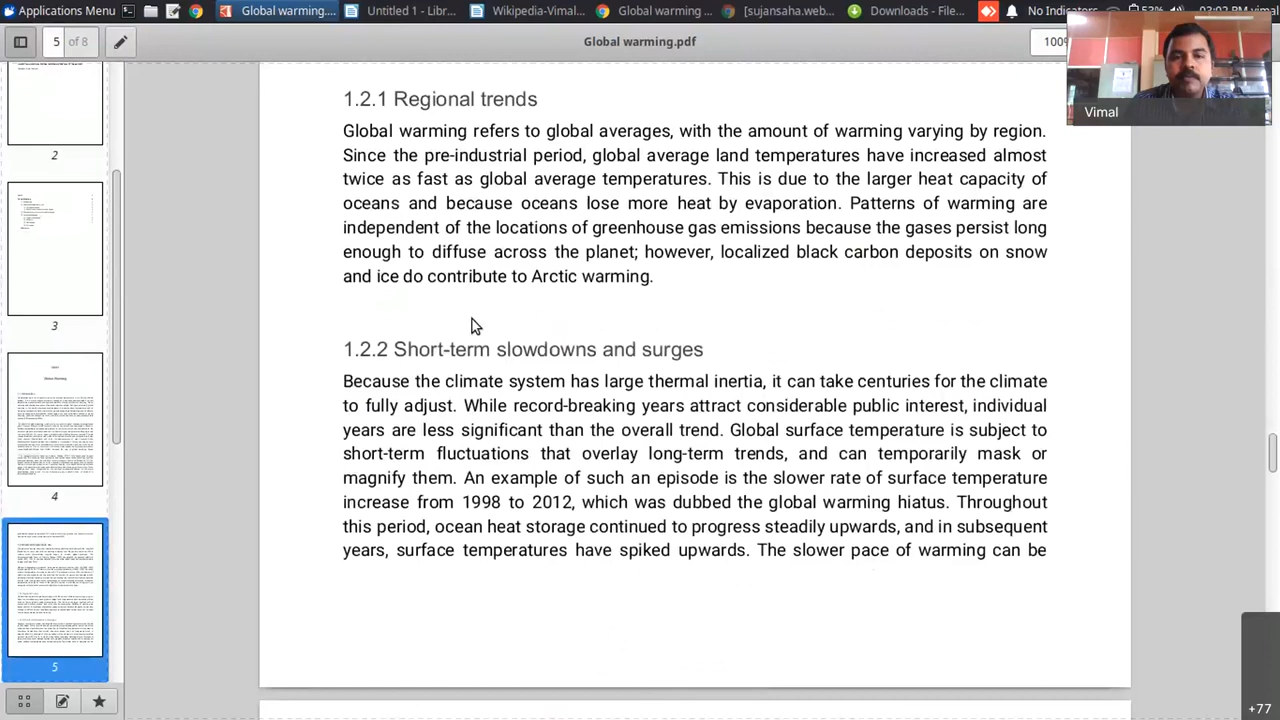 Applications Menu
Global warming....
Untitled 1 - Libr...
Wikipedia-Vimal...
Global warming ...
[sujansaha.web...
Downloads - File...
No Indicators
53%
03:02 PM
vimal
5 of 8
Global warming.pdf
100%
Vimal
2
3
4
5
1.2.1 Regional trends
Global warming refers to global averages, with the amount of warming varying by region.
Since the pre-industrial period, global average land temperatures have increased almost
twice as fast as global average temperatures. This is due to the larger heat capacity of
oceans and because oceans lose more heat by evaporation. Patterns of warming are
independent of the locations of greenhouse gas emissions because the gases persist long
enough to diffuse across the planet; however, localized black carbon deposits on snow
and ice do contribute to Arctic warming.
1.2.2 Short-term slowdowns and surges
Because the climate system has large thermal inertia, it can take centuries for the climate
to fully adjust. While record-breaking years attract considerable public interest, individual
years are less significant than the overall trend. Global surface temperature is subject to
short-term fluctuations that overlay long-term trends, and can temporarily mask or
magnify them. An example of such an episode is the slower rate of surface temperature
increase from 1998 to 2012, which was dubbed the global warming hiatus. Throughout
this period, ocean heat storage continued to progress steadily upwards, and in subsequent
years, surface temperatures have spiked upwards. The slower pace of warming can be
+77